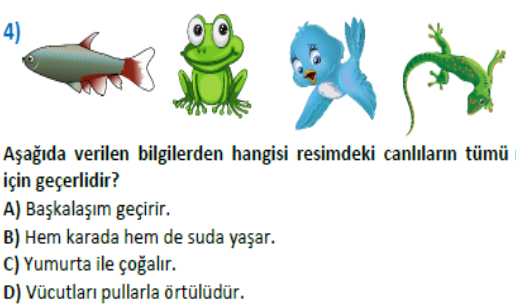 4)
Aşağıda verilen bilgilerden hangisi resimdeki canlıların tümü
için geçerlidir?
A) Başkalaşım geçirir.
B) Hem karada hem de suda yaşar.
C) Yumurta ile çoğalır.
D) Vücutları pullarla örtülüdür.